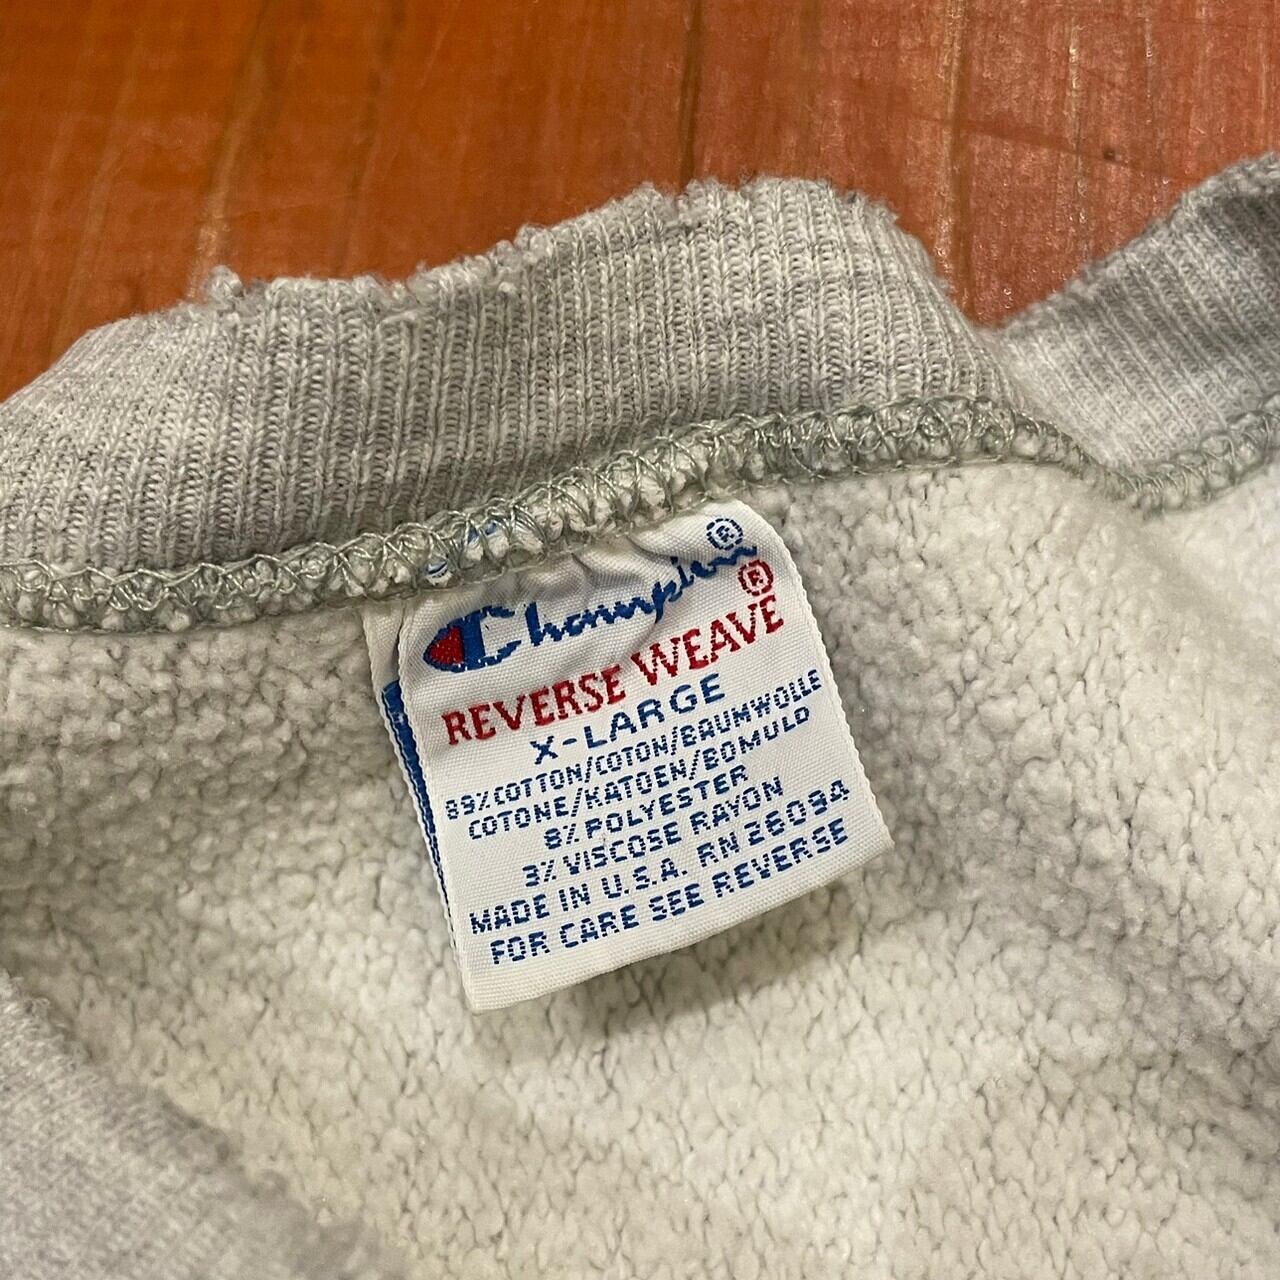 Champion®
REVERSE WEAVE®
X-LARGE
89% COTTON/COTON/BAUMWOLLE
COTONE/KATOEN/BOMULD
8% POLYESTER
3% VISCOSE RAYON
MADE IN U.S.A. RN 26094
FOR CARE SEE REVERSE